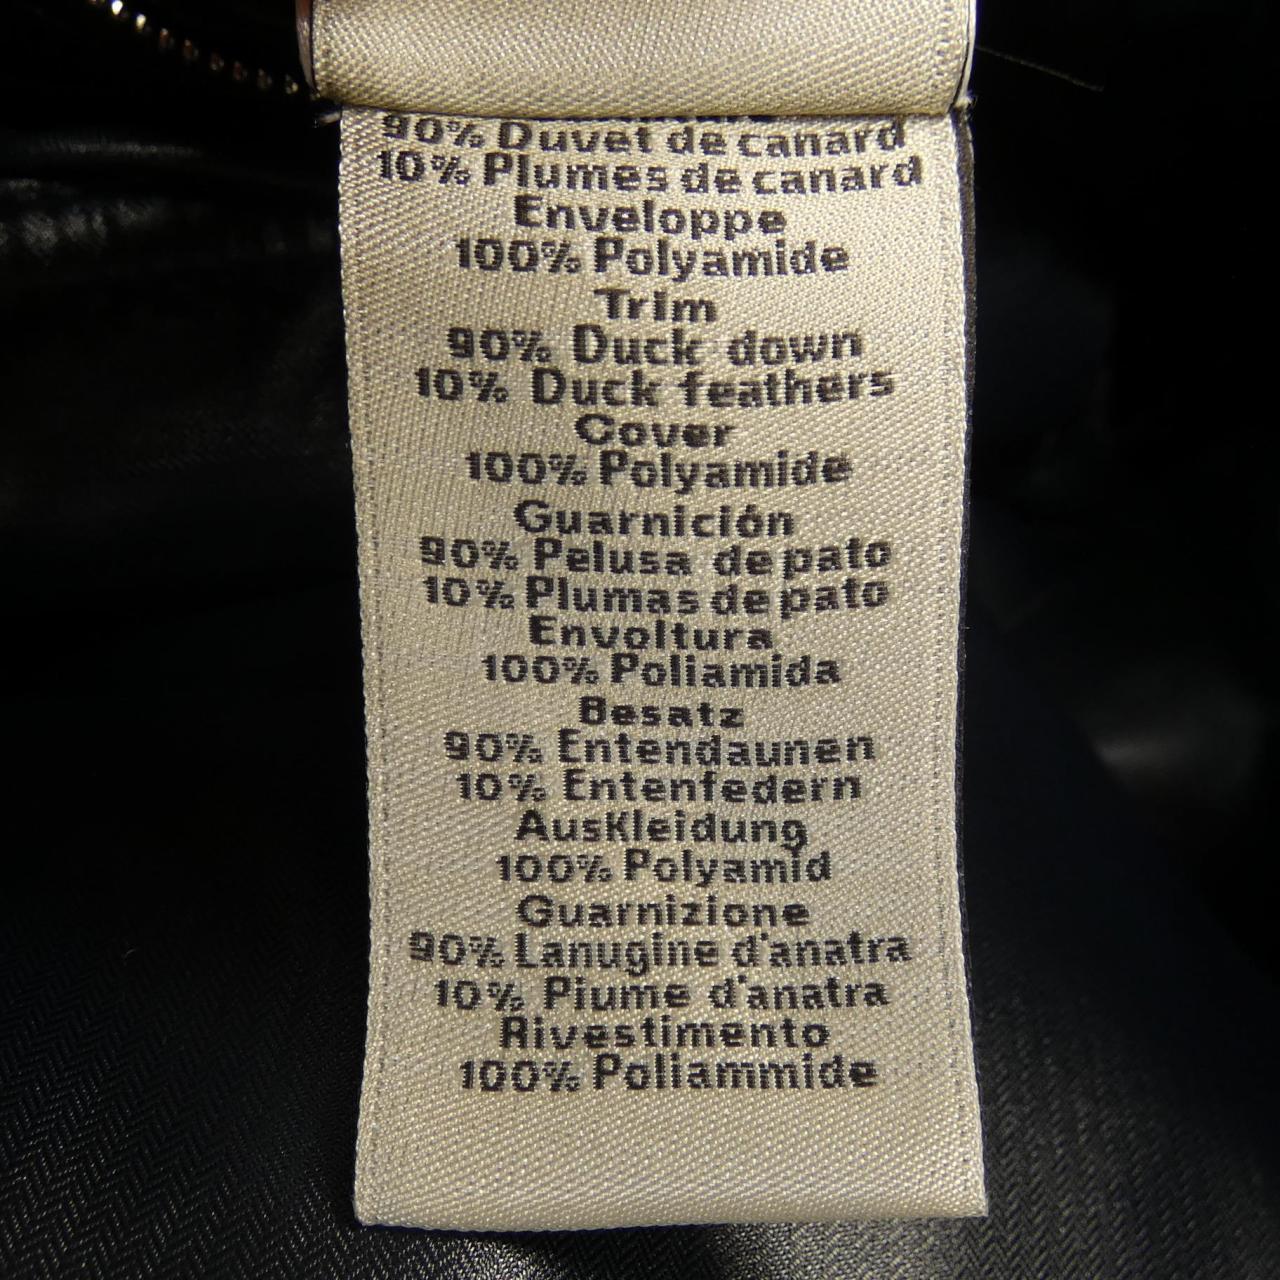 90% Duvet de canard
10% Plumes de canard
Enveloppe
100% Polyamide
Trim
90% Duck down
10% Duck feathers
Cover
100% Polyamide
Guarnición
90% Pelusa de pato
10% Plumas de pato
Envoltura
100% Poliamida
Besatz
90% Entendaunen
10% Entenfedern
AusKleidung
100% Polyamid
Guarnizione
90% Lanugine d'anatra
10% Piume d'anatra
Rivestimento
100% Poliammide